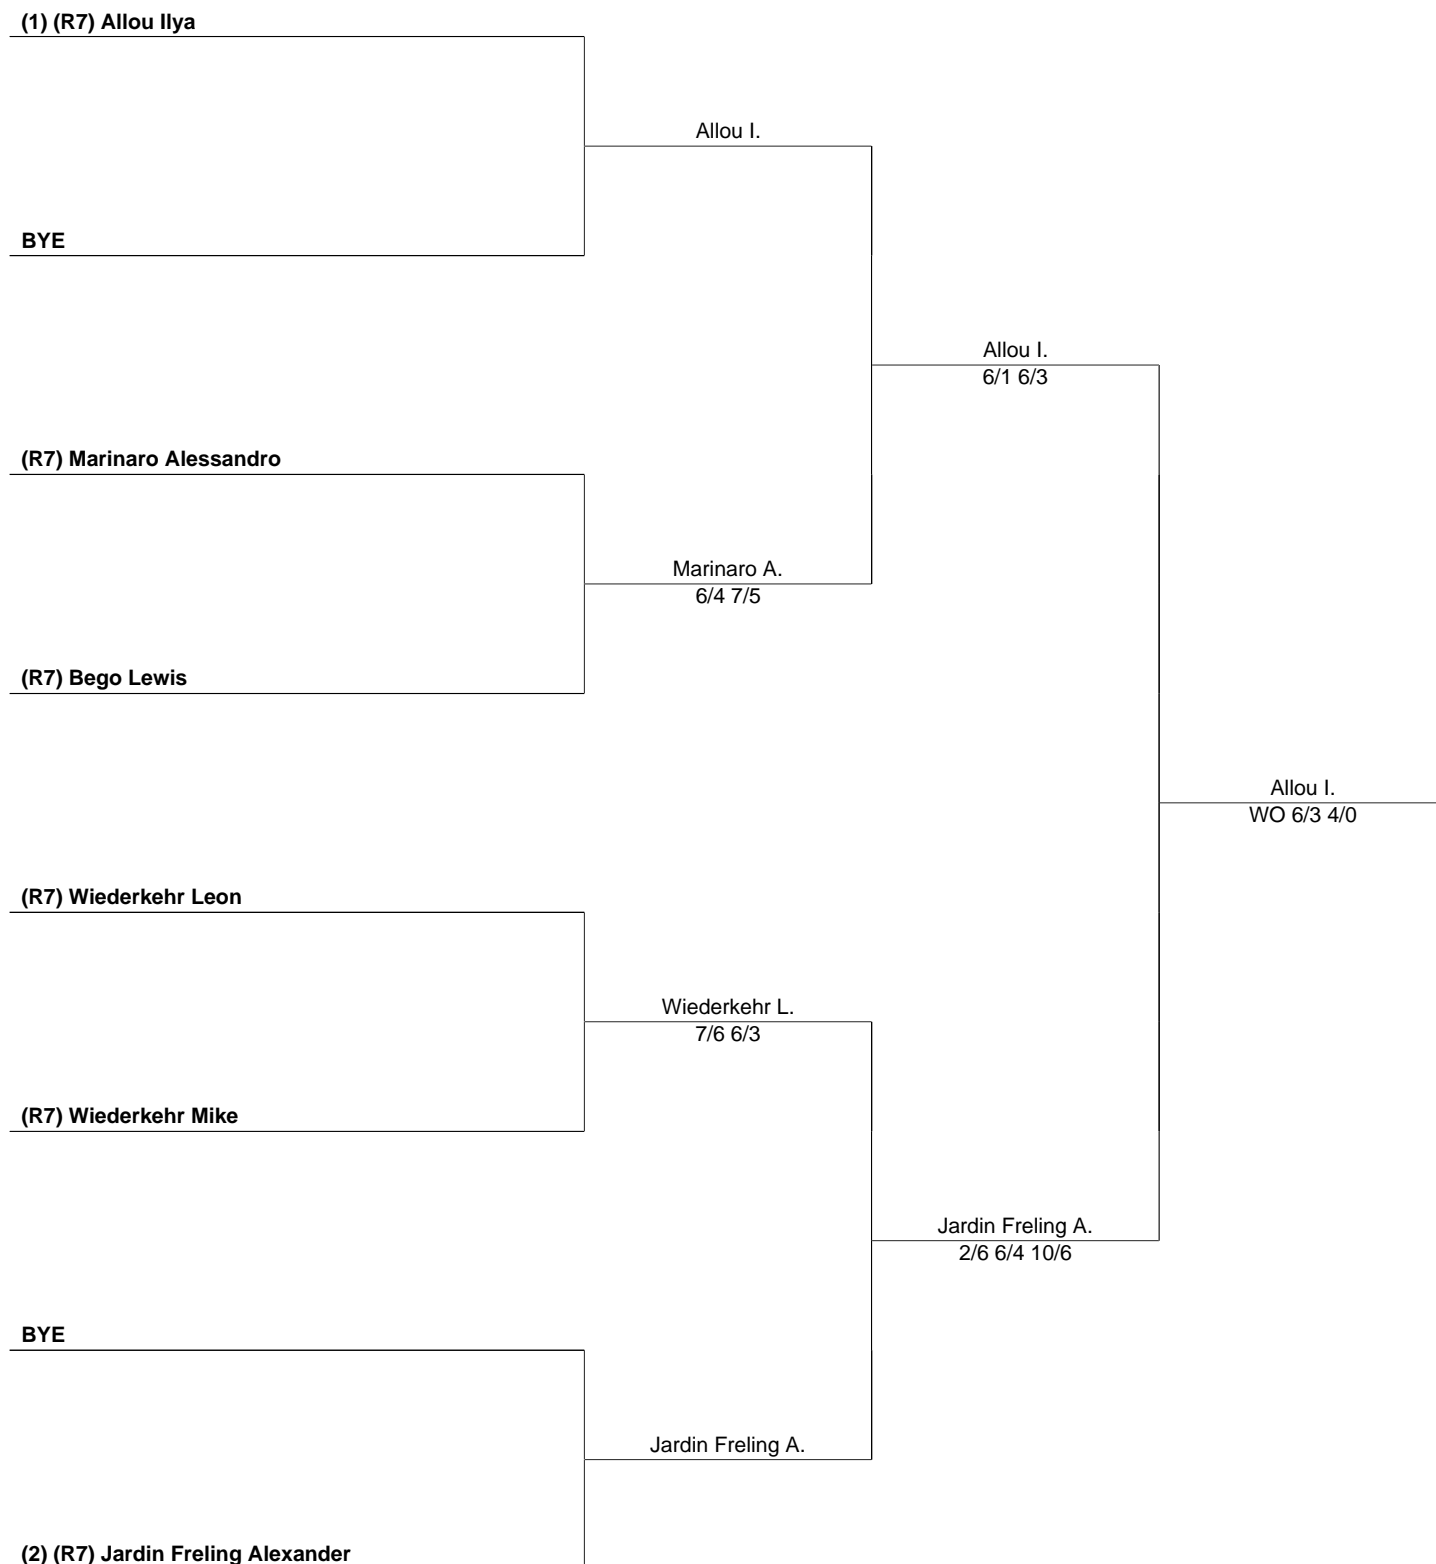 (1) (R7) Allou Ilya
Allou I.
BYE
Allou I.
6/1 6/3
(R7) Marinaro Alessandro
Marinaro A.
6/4 7/5
(R7) Bego Lewis
Allou I.
WO 6/3 4/0
(R7) Wiederkehr Leon
Wiederkehr L.
7/6 6/3
(R7) Wiederkehr Mike
Jardin Freling A.
2/6 6/4 10/6
BYE
Jardin Freling A.
(2) (R7) Jardin Freling Alexander